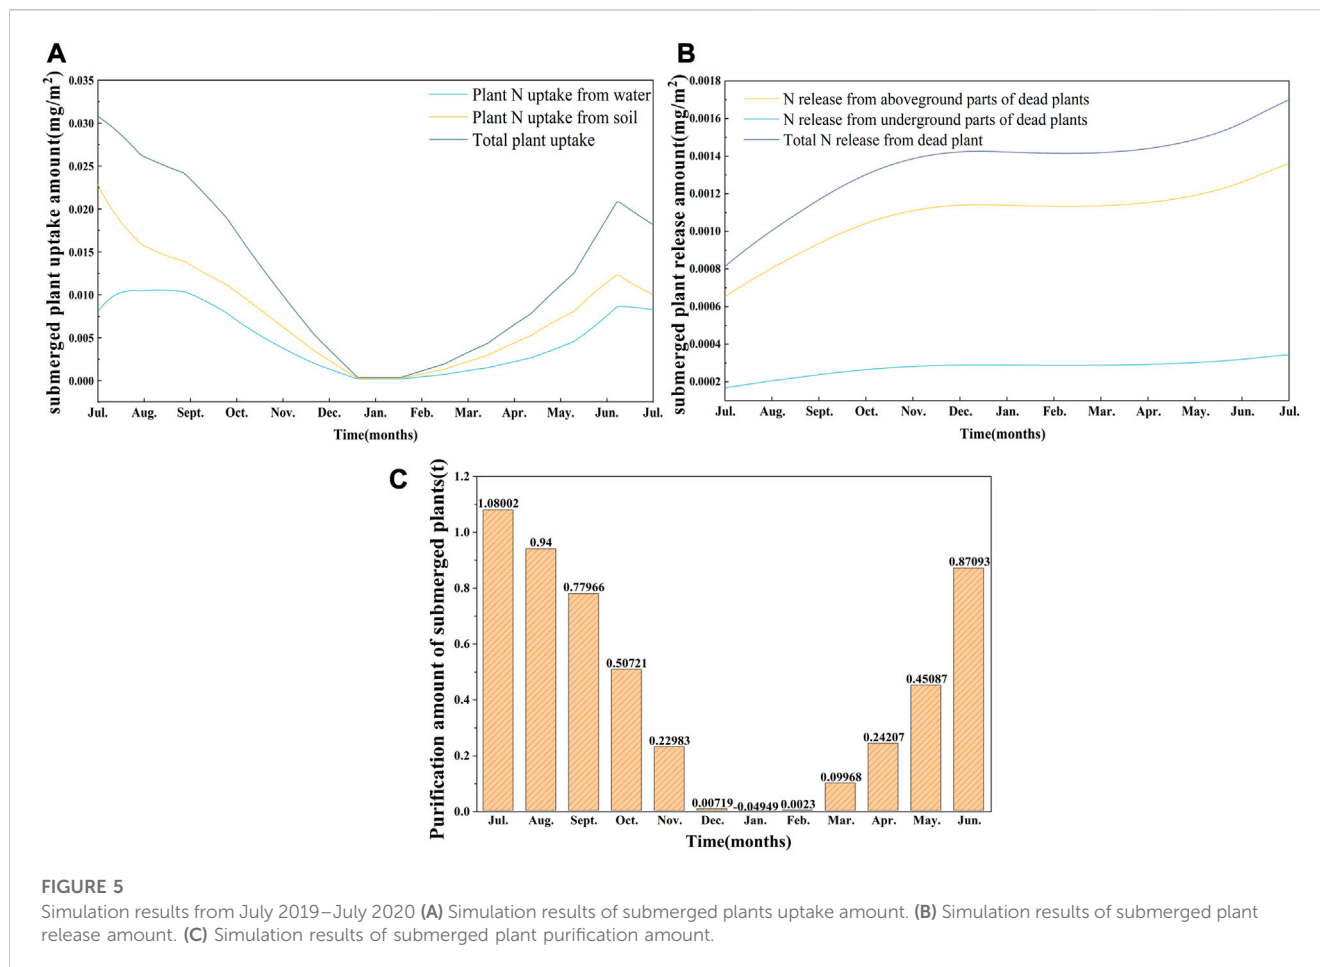 A
submerged plant uptake amount(mg/m²)
0.035
0.030
0.025
0.020
0.015
0.010
0.005
0.000
Plant N uptake from water
Plant N uptake from soil
Total plant uptake
Jul. Aug. Sept. Oct. Nov. Dec. Jan. Feb. Mar. Apr. May. Jun. Jul.
Time(months)
B
submerged plant release amount(mg/m²)
0.0018
0.0016
0.0014
0.0012
0.0010
0.0008
0.0006
0.0004
0.0002
N release from aboveground parts of dead plants
N release from underground parts of dead plants
Total N release from dead plant
Jul. Aug. Sept. Oct. Nov. Dec. Jan. Feb. Mar. Apr. May. Jun. Jul.
Time(months)
C
Purification amount of submerged plants(t)
1.2
1.0
0.8
0.6
0.4
0.2
0.0
1.08002
0.94
0.77966
0.50721
0.22983
0.00719
-0.04949
0.0023
0.09968
0.24207
0.45087
0.87093
Jul. Aug. Sept. Oct. Nov. Dec. Jan. Feb. Mar. Apr. May. Jun.
Time(months)
FIGURE 5
Simulation results from July 2019–July 2020 (A) Simulation results of submerged plants uptake amount. (B) Simulation results of submerged plant
release amount. (C) Simulation results of submerged plant purification amount.